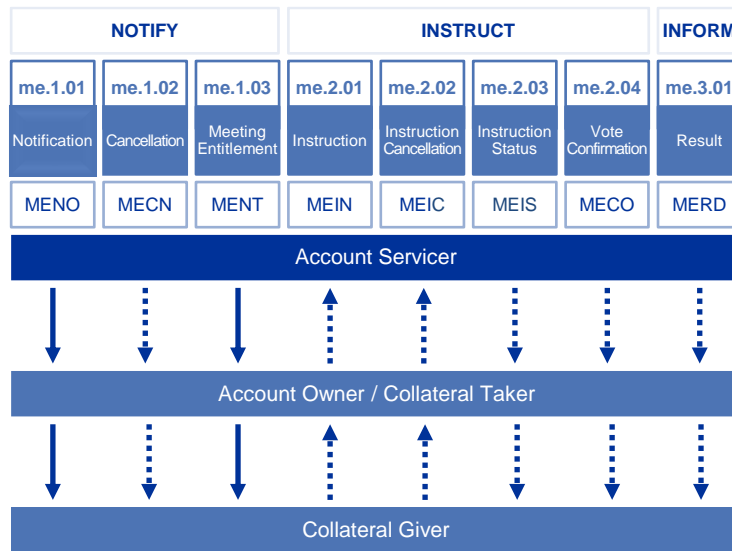 NOTIFY INSTRUCT INFORM
me.1.01 me.1.02 me.1.03 me.2.01 me.2.02 me.2.03 me.2.04 me.3.01
Notification Cancellation Meeting Entitlement Instruction Instruction Cancellation Instruction Status Vote Confirmation Result
MENO MECN MENT MEIN MEIC MEIS MECO MERD
Account Servicer
Account Owner / Collateral Taker
Collateral Giver